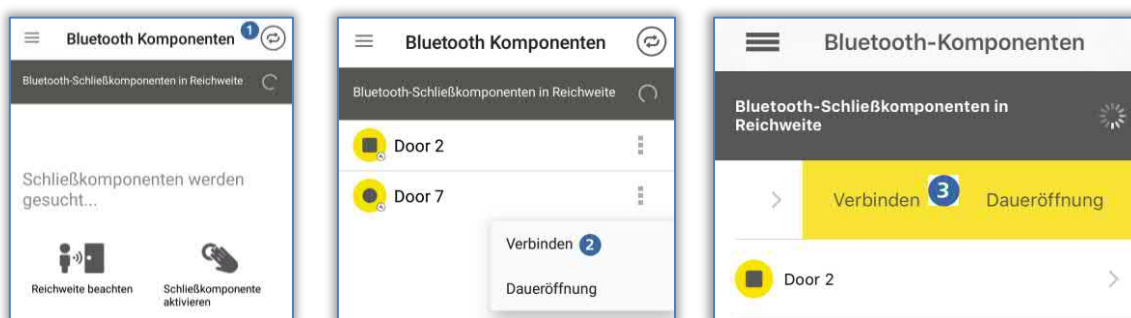 Bluetooth Komponenten 1
Bluetooth-Schließkomponenten in Reichweite
Schließkomponenten werden
gesucht...
Reichweite beachten
Schließkomponente
aktivieren
Bluetooth Komponenten
Bluetooth-Schließkomponenten in Reichweite
Door 2
Door 7
Verbinden 2
Daueröffnung
Bluetooth-Komponenten
Bluetooth-Schließkomponenten in
Reichweite
Verbinden 3 Daueröffnung
Door 2